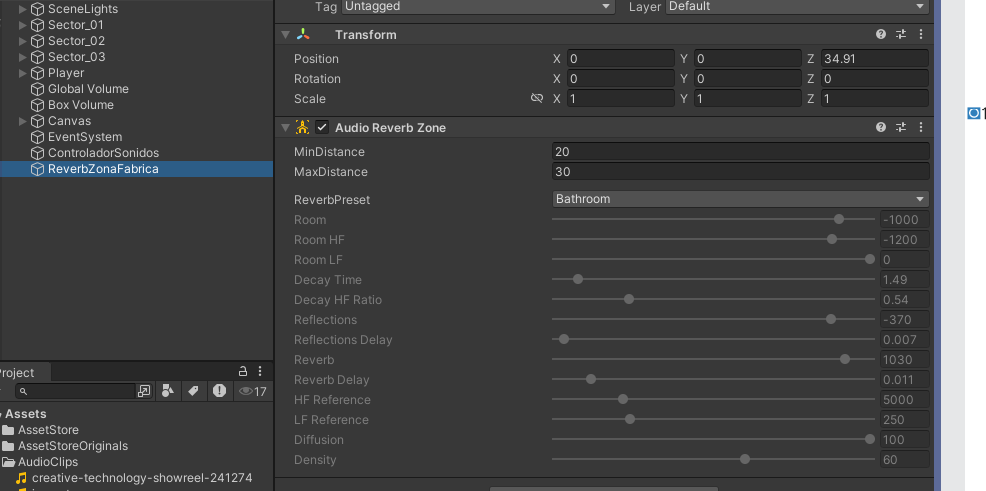 SceneLights
Sector_01
Sector_02
Sector_03
Player
Global Volume
Box Volume
Canvas
EventSystem
ControladorSonidos
ReverbZonaFabrica
Project
17
Assets
AssetStore
AssetStoreOriginals
AudioClips
creative-technology-showreel-241274
Tag Untagged Layer Default
Transform
Position X 0 Y 0 Z 34.91
Rotation X 0 Y 0 Z 0
Scale X 1 Y 1 Z 1
Audio Reverb Zone
MinDistance 20
MaxDistance 30
ReverbPreset Bathroom
Room -1000
Room HF -1200
Room LF 0
Decay Time 1.49
Decay HF Ratio 0.54
Reflections -370
Reflections Delay 0.007
Reverb 1030
Reverb Delay 0.011
HF Reference 5000
LF Reference 250
Diffusion 100
Density 60
1